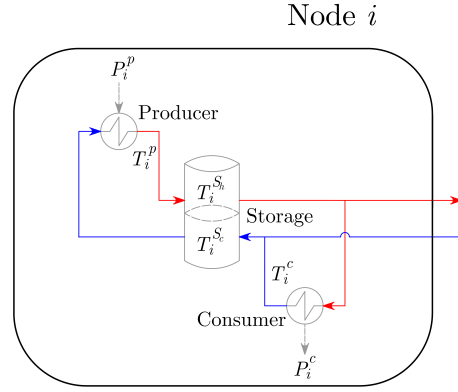 Node i
P_i^p
Producer
T_i^p
T_i^{S_h}
Storage
T_i^{S_c}
T_i^c
Consumer
P_i^c